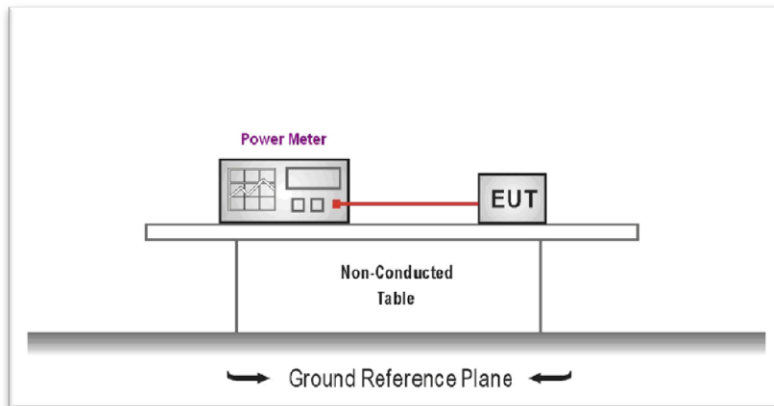 Power Meter
EUT
Non-Conducted
Table
Ground Reference Plane